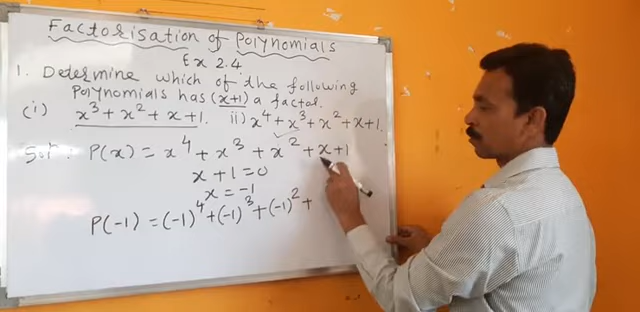 Factorisation of Polynomials
Ex 2.4
1. Determine which of the following
Polynomials has (x+1) a factor.
(i) x³ + x² + x + 1. ii) x⁴ + x³ + x² + x + 1.
Sol: P(x) = x⁴ + x³ + x² + x + 1
x + 1 = 0
x = -1
P(-1) = (-1)⁴ + (-1)³ + (-1)² +